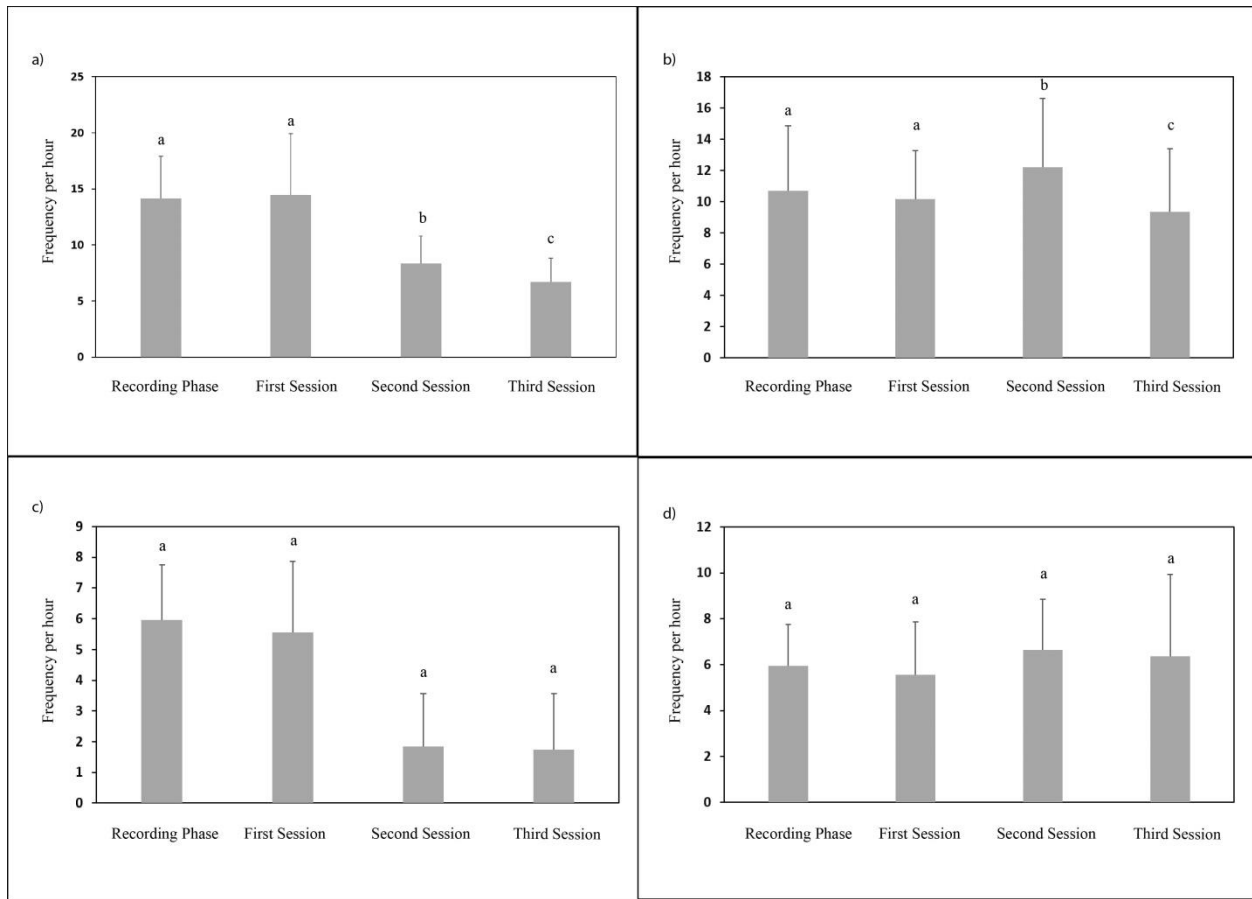 a)
Frequency per hour
25
20
15
10
5
0
a
a
b
c
Recording Phase First Session Second Session Third Session
b)
Frequency per hour
18
16
14
12
10
8
6
4
2
0
a
a
b
c
Recording Phase First Session Second Session Third Session
c)
Frequency per hour
9
8
7
6
5
4
3
2
1
0
a
a
a
a
Recording Phase First Session Second Session Third Session
d)
Frequency per hour
12
10
8
6
4
2
0
a
a
a
a
Recording Phase First Session Second Session Third Session